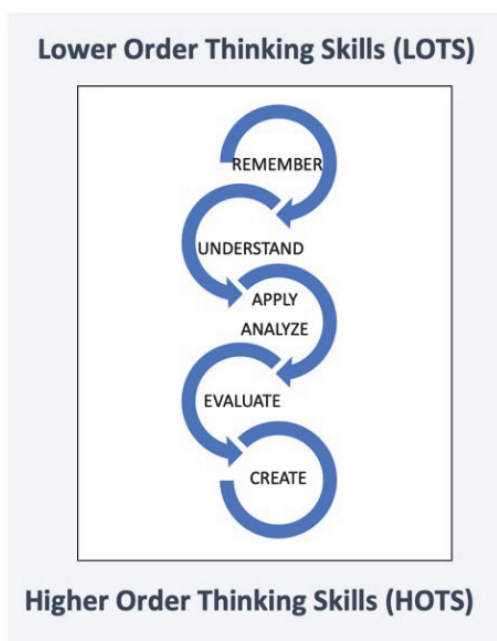 Lower Order Thinking Skills (LOTS)
REMEMBER
UNDERSTAND
APPLY
ANALYZE
EVALUATE
CREATE
Higher Order Thinking Skills (HOTS)